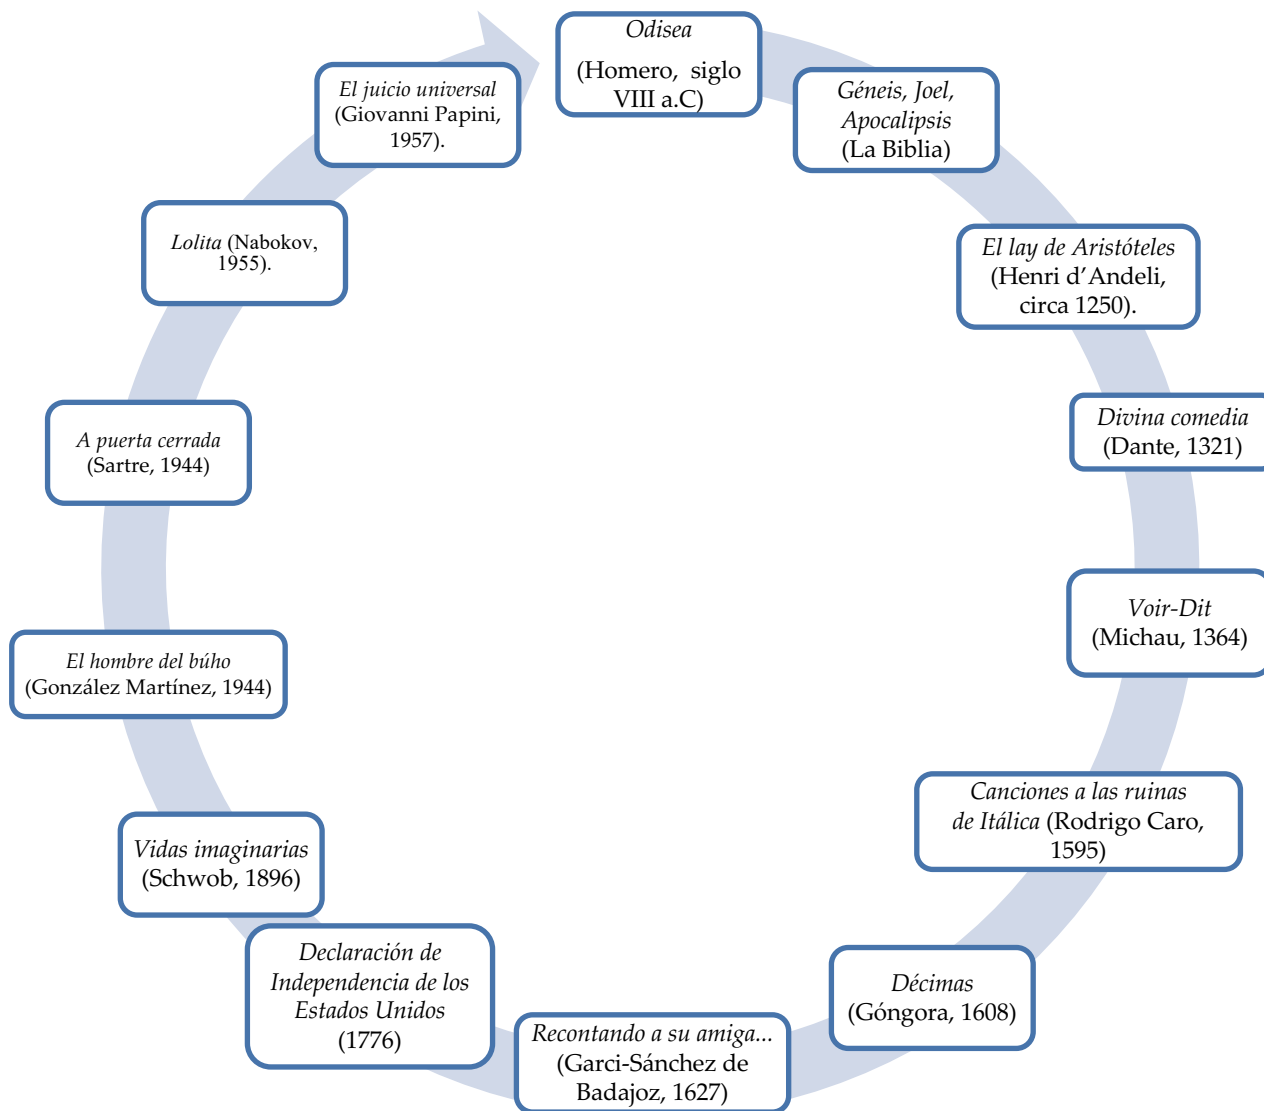 Odisea
(Homero, siglo
VIII a.C)
Géneis, Joel,
Apocalipsis
(La Biblia)
El lay de Aristóteles
(Henri d’Andeli,
circa 1250).
Divina comedia
(Dante, 1321)
Voir-Dit
(Michau, 1364)
Canciones a las ruinas
de Itálica (Rodrigo Caro,
1595)
Décimas
(Góngora, 1608)
Recontando a su amiga...
(Garci-Sánchez de
Badajoz, 1627)
Declaración de
Independencia de los
Estados Unidos
(1776)
Vidas imaginarias
(Schwob, 1896)
El hombre del búho
(González Martínez, 1944)
A puerta cerrada
(Sartre, 1944)
Lolita (Nabokov,
1955).
El juicio universal
(Giovanni Papini,
1957).